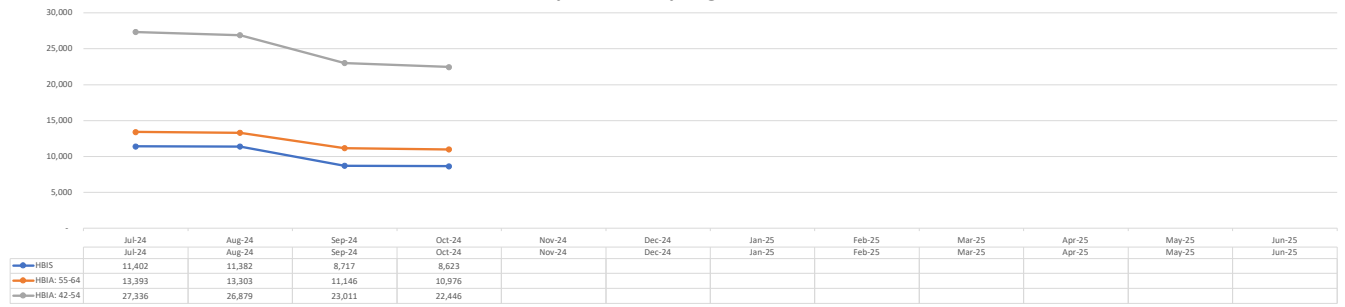 30,000
25,000
20,000
15,000
10,000
5,000
-
Jul-24 Aug-24 Sep-24 Oct-24 Nov-24 Dec-24 Jan-25 Feb-25 Mar-25 Apr-25 May-25 Jun-25
Jul-24 Aug-24 Sep-24 Oct-24 Nov-24 Dec-24 Jan-25 Feb-25 Mar-25 Apr-25 May-25 Jun-25
HBIS 11,402 11,382 8,717 8,623
HBIA: 55-64 13,393 13,303 11,146 10,976
HBIA: 42-54 27,336 26,879 23,011 22,446